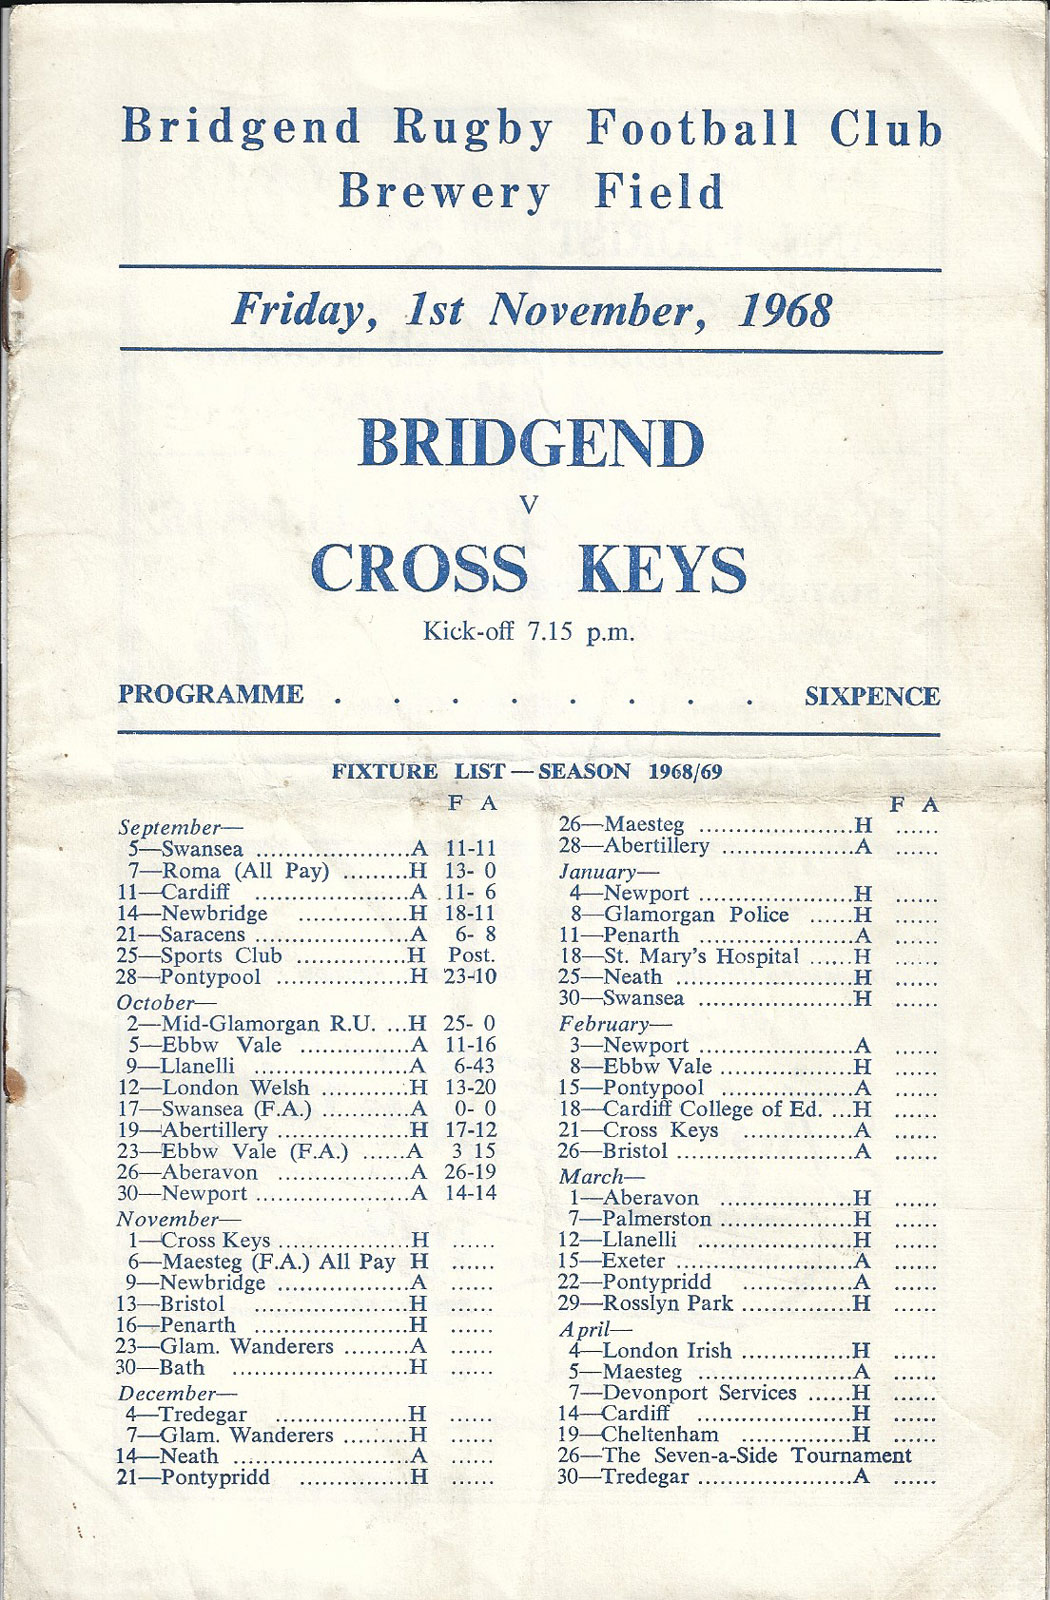 Bridgend Rugby Football Club
Brewery Field
Friday, 1st November, 1968
BRIDGEND
V
CROSS KEYS
Kick-off 7.15 p.m.
PROGRAMME . . . . . . . . SIXPENCE
FIXTURE LIST—SEASON 1968/69
F A
September—
5—Swansea ......................A 11-11
7—Roma (All Pay) .........H 13- 0
11—Cardiff ......................A 11- 6
14—Newbridge ..................H 18-11
21—Saracens ......................A 6- 8
25—Sports Club ................H Post.
28—Pontypool ...................H 23-10
October—
2—Mid-Glamorgan R.U. ...H 25- 0
5—Ebbw Vale ..................A 11-16
9—Llanelli ......................A 6-43
12—London Welsh ............H 13-20
17—Swansea (F.A.) ............A 0- 0
19—Abertillery ...................H 17-12
23—Ebbw Vale (F.A.) ......A 3 15
26—Aberavon ...................A 26-19
30—Newport ......................A 14-14
November—
1—Cross Keys ...................H ......
6—Maesteg (F.A.) All Pay H ......
9—Newbridge ...................A ......
13—Bristol ......................H ......
16—Penarth ......................H ......
23—Glam. Wanderers .........A ......
30—Bath .........................H ......
December—
4—Tredegar ...................H ......
7—Glam. Wanderers .........H ......
14—Neath .........................A ......
21—Pontypridd ................H ......
F A
26—Maesteg ......................H ......
28—Abertillery ...................A ......
January—
4—Newport ......................H ......
8—Glamorgan Police ......H ......
11—Penarth ......................A ......
18—St. Mary's Hospital ......H ......
25—Neath .........................H ......
30—Swansea ......................H ......
February—
3—Newport ......................A ......
8—Ebbw Vale ...................H ......
15—Pontypool ...................A ......
18—Cardiff College of Ed. ...H ......
21—Cross Keys ..................A ......
26—Bristol .........................A ......
March—
1—Aberavon ...................H ......
7—Palmerston ...................H ......
12—Llanelli ......................H ......
15—Exeter .........................A ......
22—Pontypridd ..................A ......
29—Rosslyn Park ................H ......
April—
4—London Irish ................H ......
5—Maesteg ......................A ......
7—Devonport Services ......H ......
14—Cardiff ......................H ......
19—Cheltenham ................H ......
26—The Seven-a-Side Tournament
30—Tredegar ......................A ......